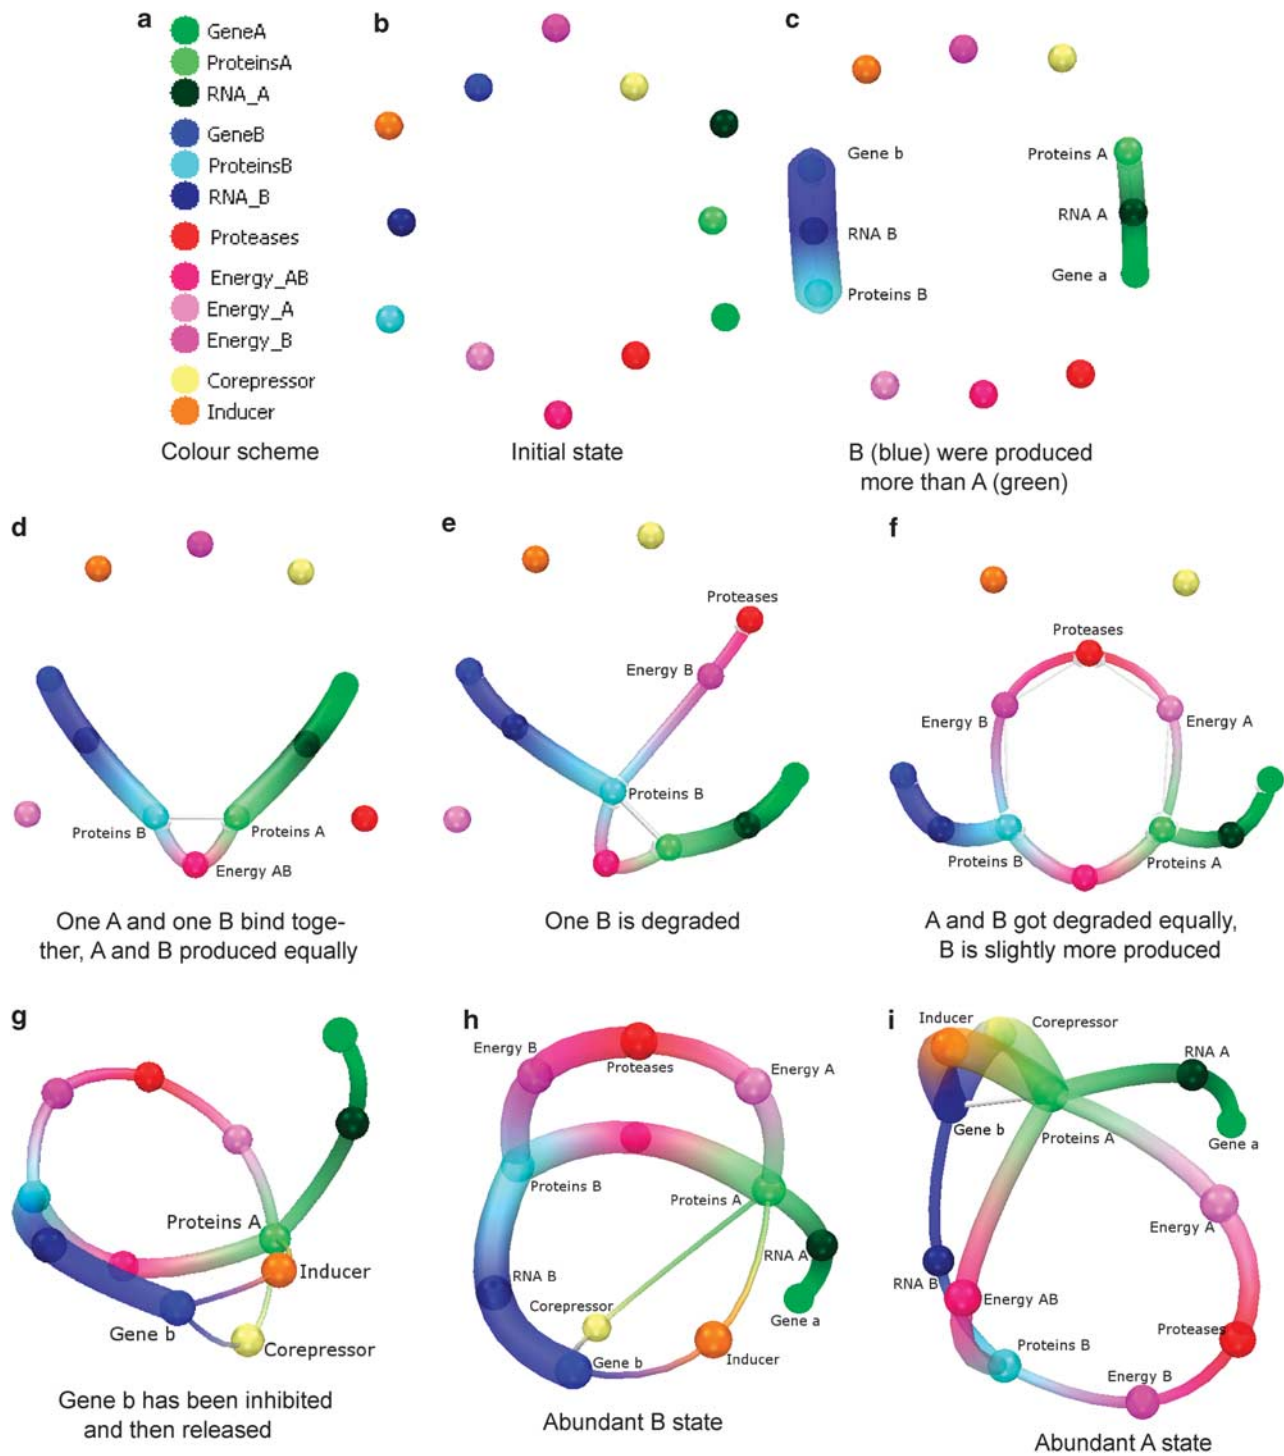 a
GeneA
ProteinsA
RNA_A
GeneB
ProteinsB
RNA_B
Proteases
Energy_AB
Energy_A
Energy_B
Corepressor
Inducer
Colour scheme
b
Initial state
c
Gene b
RNA B
Proteins B
Proteins A
RNA A
Gene a
B (blue) were produced
more than A (green)
d
Proteins B
Proteins A
Energy AB
One A and one B bind toge-
ther, A and B produced equally
e
Proteases
Energy B
Proteins B
One B is degraded
f
Proteases
Energy B
Energy A
Proteins B
Proteins A
A and B got degraded equally,
B is slightly more produced
g
Proteins A
Inducer
Gene b
Corepressor
Gene b has been inhibited
and then released
h
Energy B
Proteases
Energy A
Proteins B
Proteins A
RNA B
RNA A
Corepressor
Gene a
Gene b
Inducer
Abundant B state
i
Inducer
Corepressor
RNA A
Gene b
Proteins A
Gene a
Energy A
RNA B
Energy AB
Proteins B
Proteases
Energy B
Abundant A state